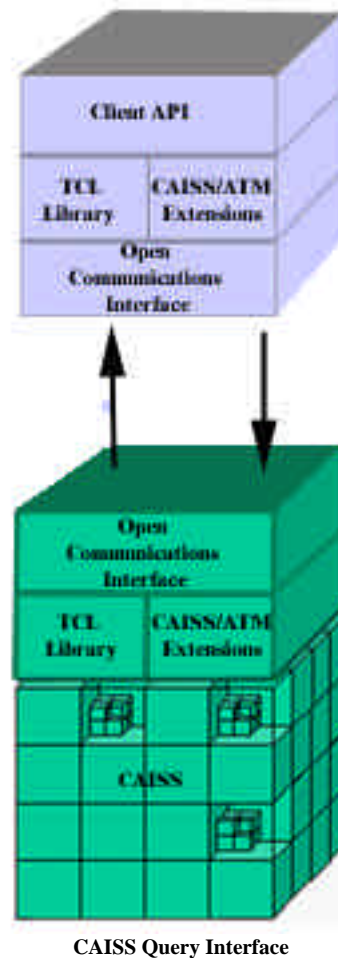 Client API
TCL
Library
CAISS/ATM
Extensions
Open
Communications
Interface
Open
Communications
Interface
TCL
Library
CAISS/ATM
Extensions
CAISS
CAISS Query Interface